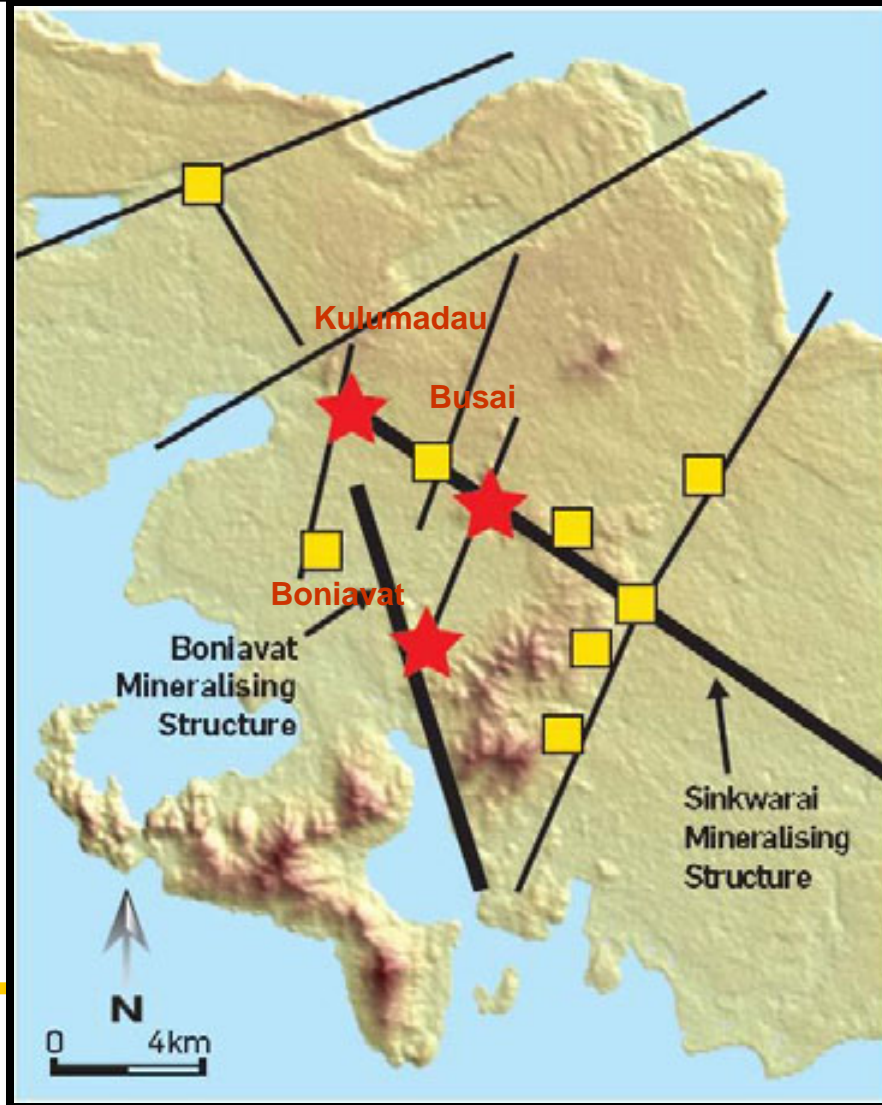 Kulumadau
Busai
Boniavat
Boniavat
Mineralising
Structure
Sinkwarai
Mineralising
Structure
N
0 4km